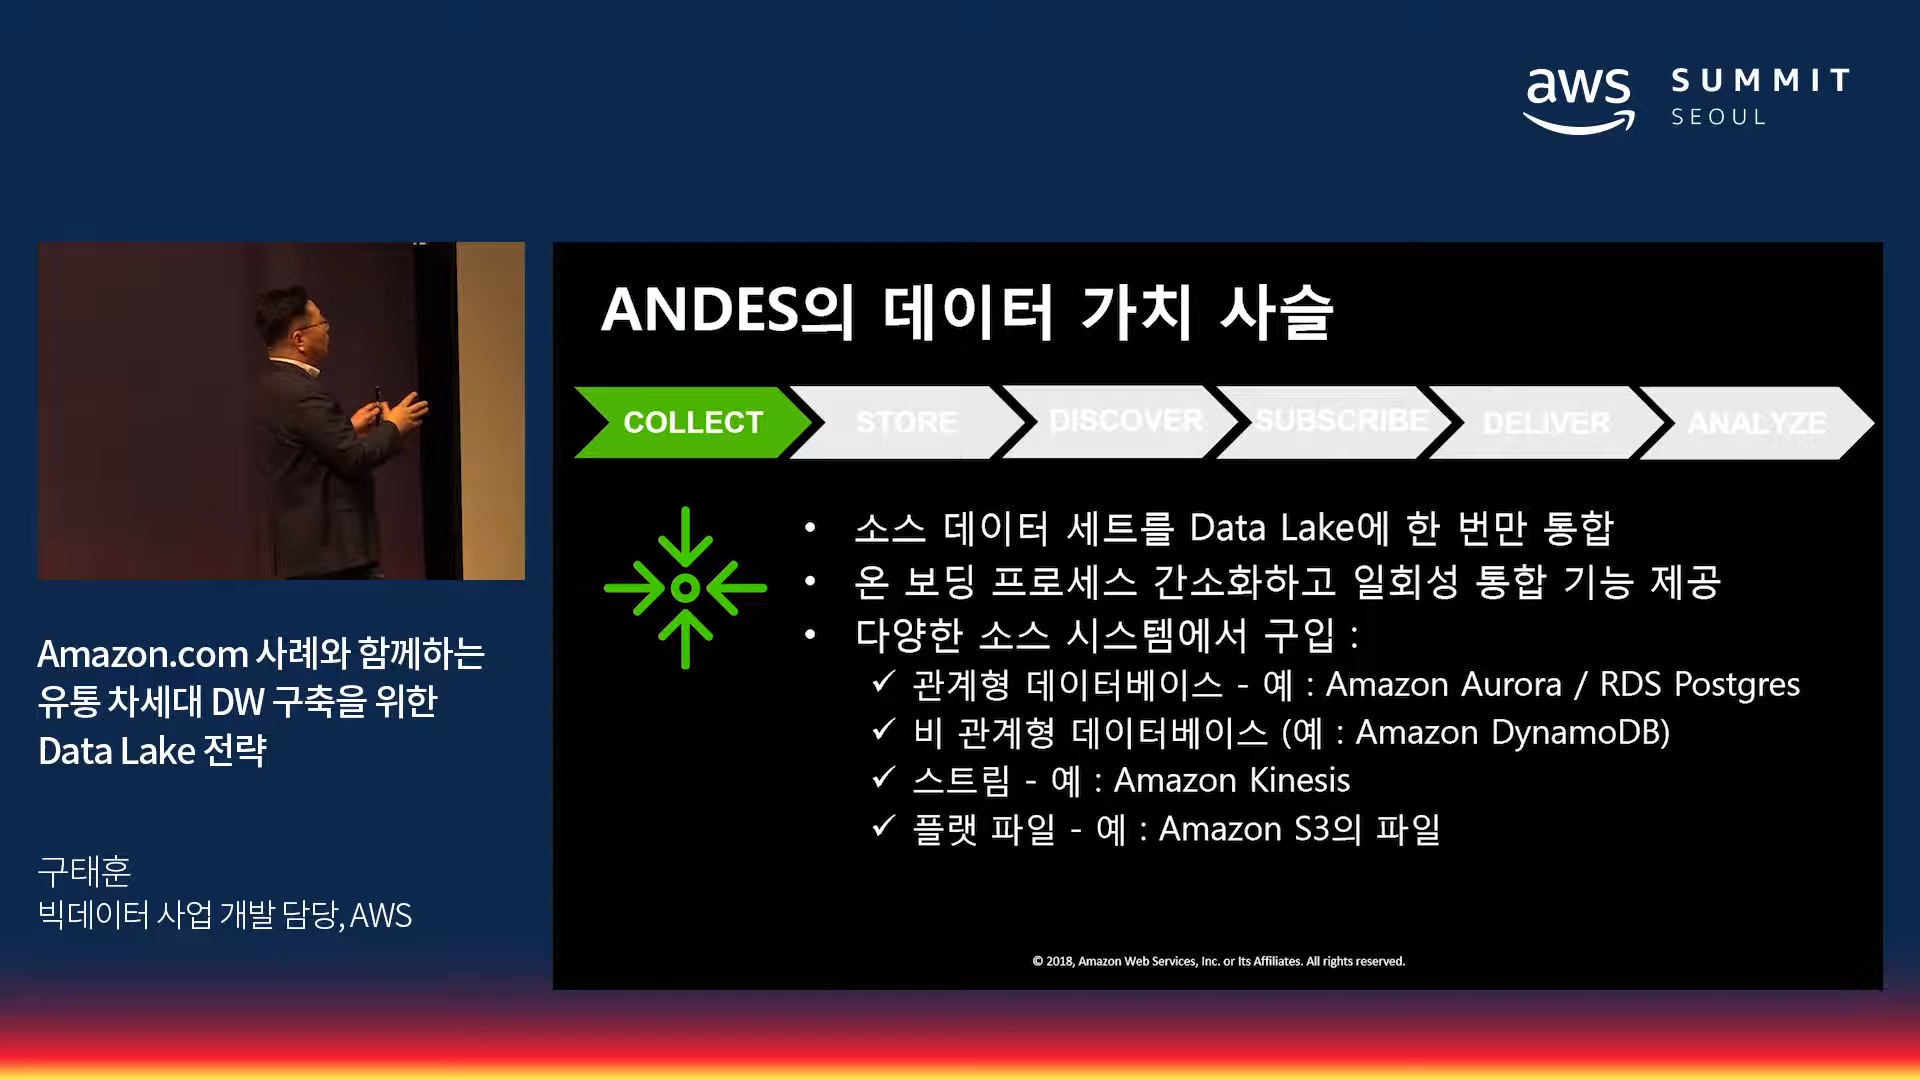 aws SUMMIT
SEOUL
ANDES의 데이터 가치 사슬
COLLECT STORE DISCOVER SUBSCRIBE DELIVER ANALYZE
• 소스 데이터 세트를 Data Lake에 한 번만 통합
• 온 보딩 프로세스 간소화하고 일회성 통합 기능 제공
• 다양한 소스 시스템에서 구입 :
✓ 관계형 데이터베이스 - 예 : Amazon Aurora / RDS Postgres
✓ 비 관계형 데이터베이스 (예 : Amazon DynamoDB)
✓ 스트림 - 예 : Amazon Kinesis
✓ 플랫 파일 - 예 : Amazon S3의 파일
© 2018, Amazon Web Services, Inc. or Its Affiliates. All rights reserved.
Amazon.com 사례와 함께하는
유통 차세대 DW 구축을 위한
Data Lake 전략
구태훈
빅데이터 사업 개발 담당, AWS